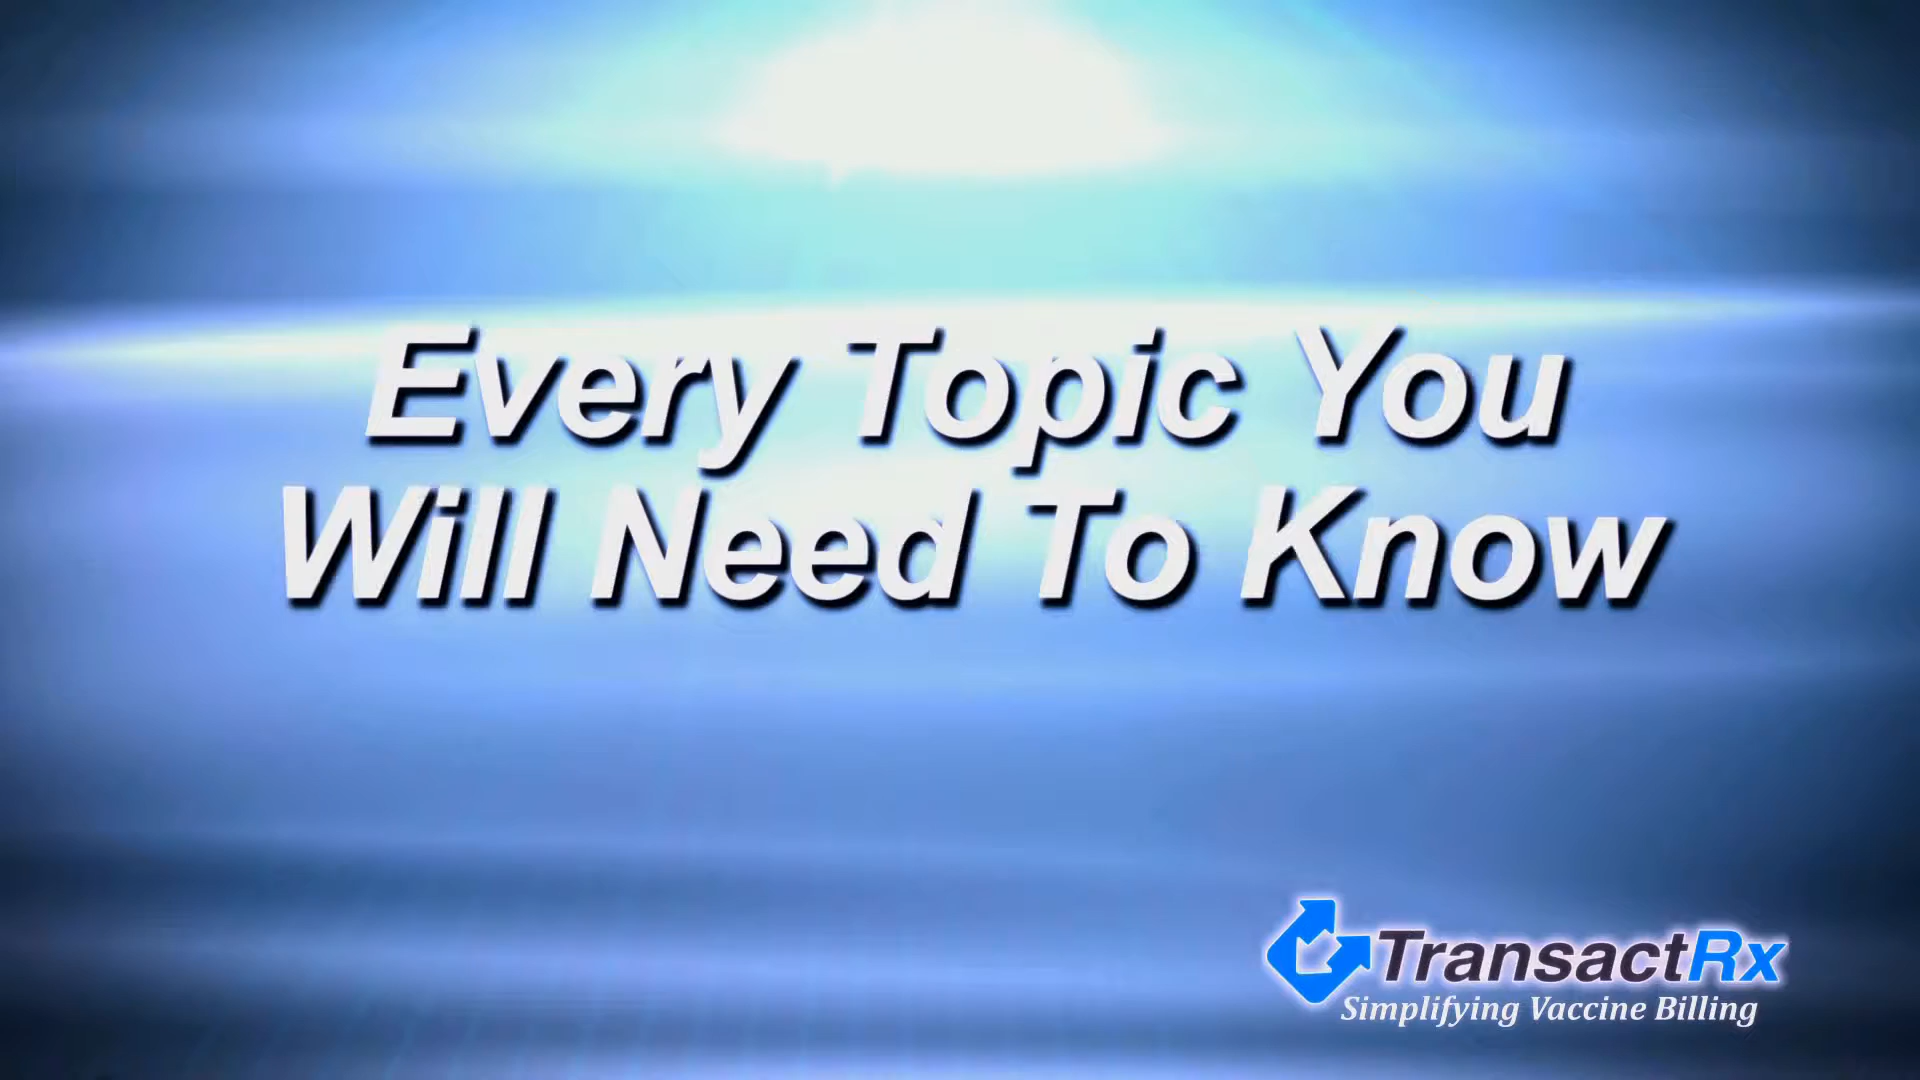 Every Topic You
Will Need To Know
TransactRx
Simplifying Vaccine Billing